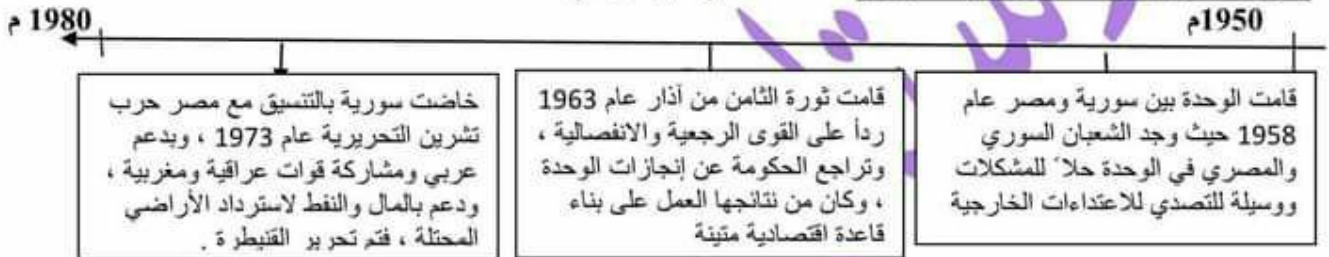 1950م
1980 م
قامت الوحدة بين سورية ومصر عام
1958 حيث وجد الشعبان السوري
والمصري في الوحدة حلاً للمشكلات
ووسيلة للتصدي للاعتداءات الخارجية
قامت ثورة الثامن من آذار عام 1963
رداً على القوى الرجعية والانفصالية ،
وتراجع الحكومة عن إنجازات الوحدة
، وكان من نتائجها العمل على بناء
قاعدة اقتصادية متينة
خاضت سورية بالتنسيق مع مصر حرب
تشرين التحريرية عام 1973 ، وبدعم
عربي ومشاركة قوات عراقية ومغربية ،
ودعم بالمال والنفط لاسترداد الأراضي
المحتلة ، فتم تحرير القنيطرة .